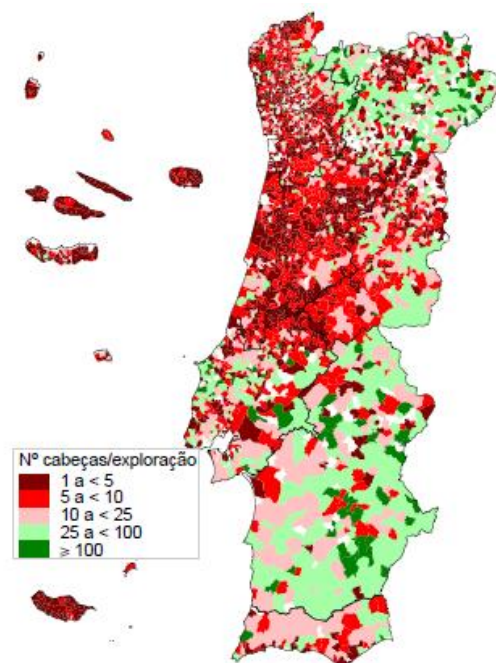 Nº cabeças/exploração
1 a < 5
5 a < 10
10 a < 25
25 a < 100
≥ 100